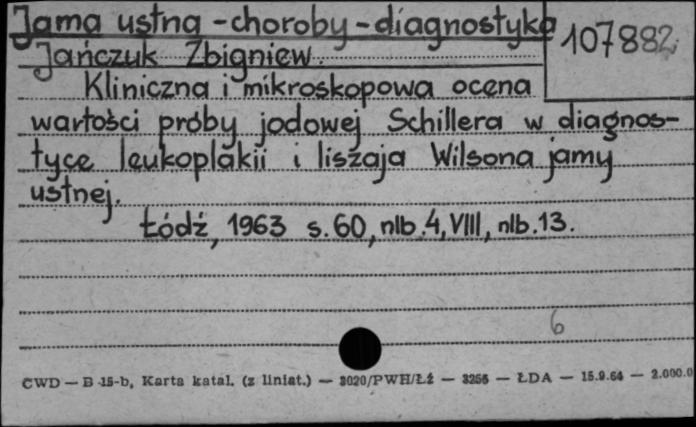 Jama ustna - choroby - diagnostyka
107882
Jańczuk Zbigniew.
Kliniczna i mikroskopowa ocena
wartości próby jodowej Schillera w diagnos-
tyce leukoplakii i liszaja Wilsona jamy
ustnej.
Łódź, 1963 s. 60, nlb. 4, VIII, nlb. 13.
6
CWD — B 15-b, Karta katal. (z liniat.) — 3020/PWH/Łź — 3256 — ŁDA — 15.9.64 — 2.000.0